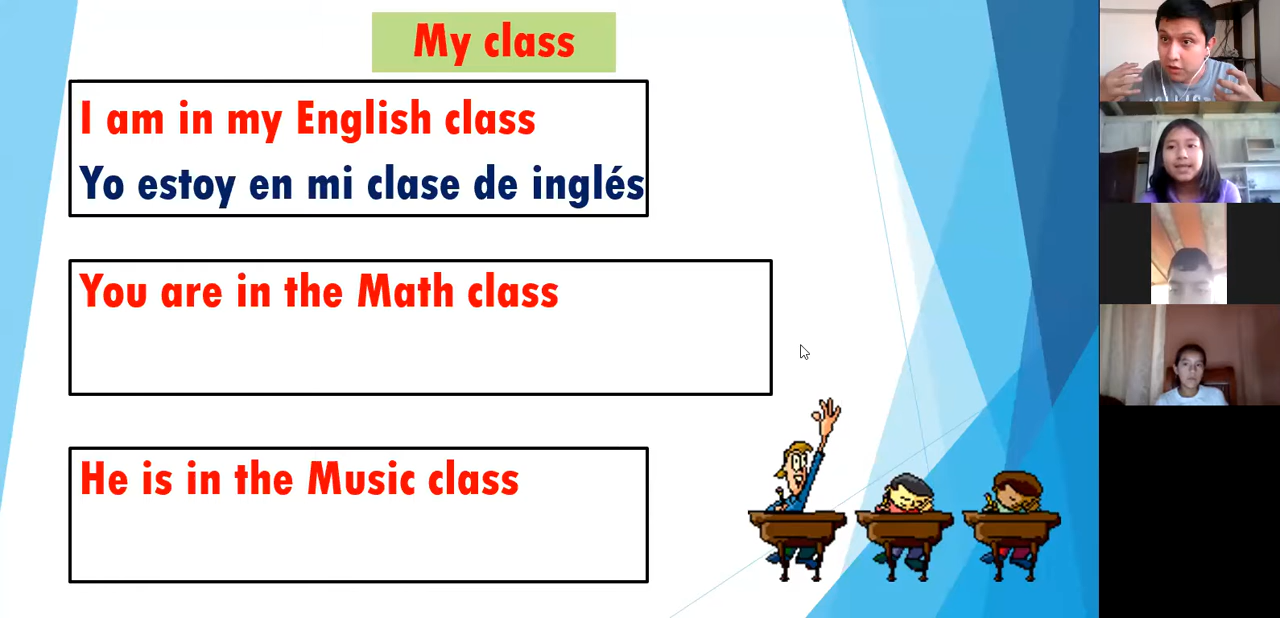 My class
I am in my English class
Yo estoy en mi clase de inglés
You are in the Math class
He is in the Music class